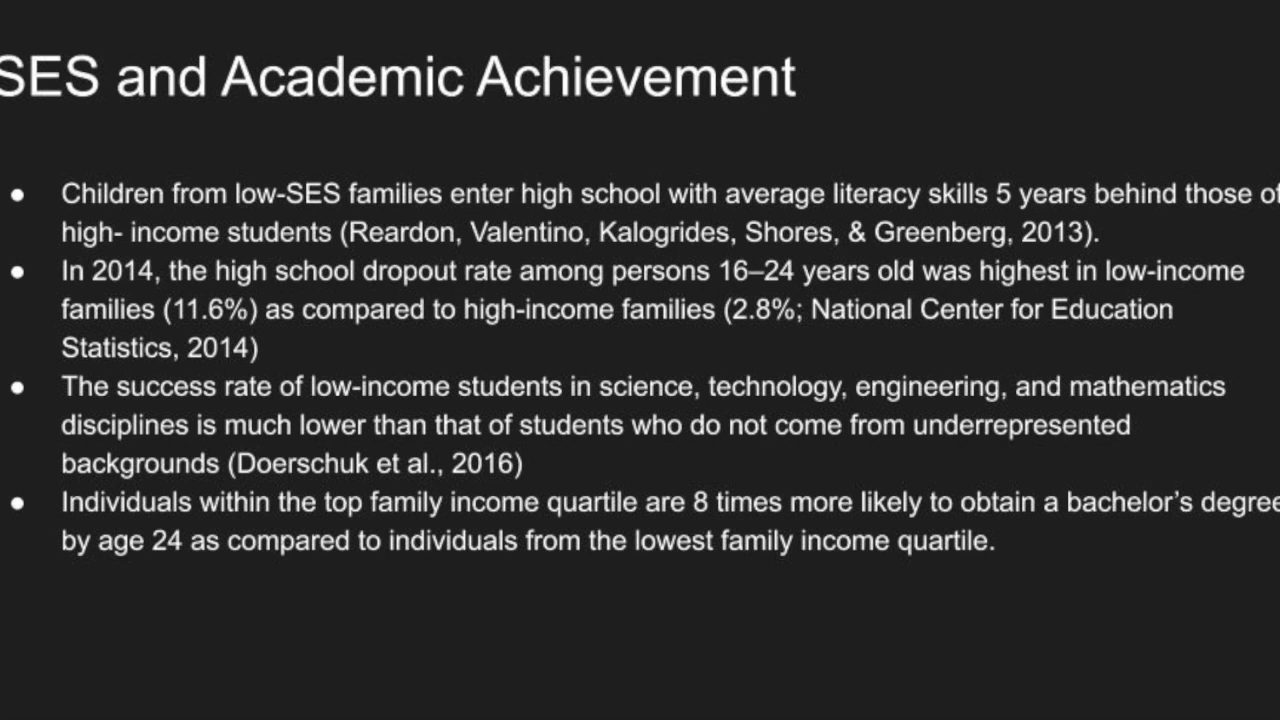 SES and Academic Achievement
● Children from low-SES families enter high school with average literacy skills 5 years behind those of
high- income students (Reardon, Valentino, Kalogrides, Shores, & Greenberg, 2013).
● In 2014, the high school dropout rate among persons 16–24 years old was highest in low-income
families (11.6%) as compared to high-income families (2.8%; National Center for Education
Statistics, 2014)
● The success rate of low-income students in science, technology, engineering, and mathematics
disciplines is much lower than that of students who do not come from underrepresented
backgrounds (Doerschuk et al., 2016)
● Individuals within the top family income quartile are 8 times more likely to obtain a bachelor’s degree
by age 24 as compared to individuals from the lowest family income quartile.